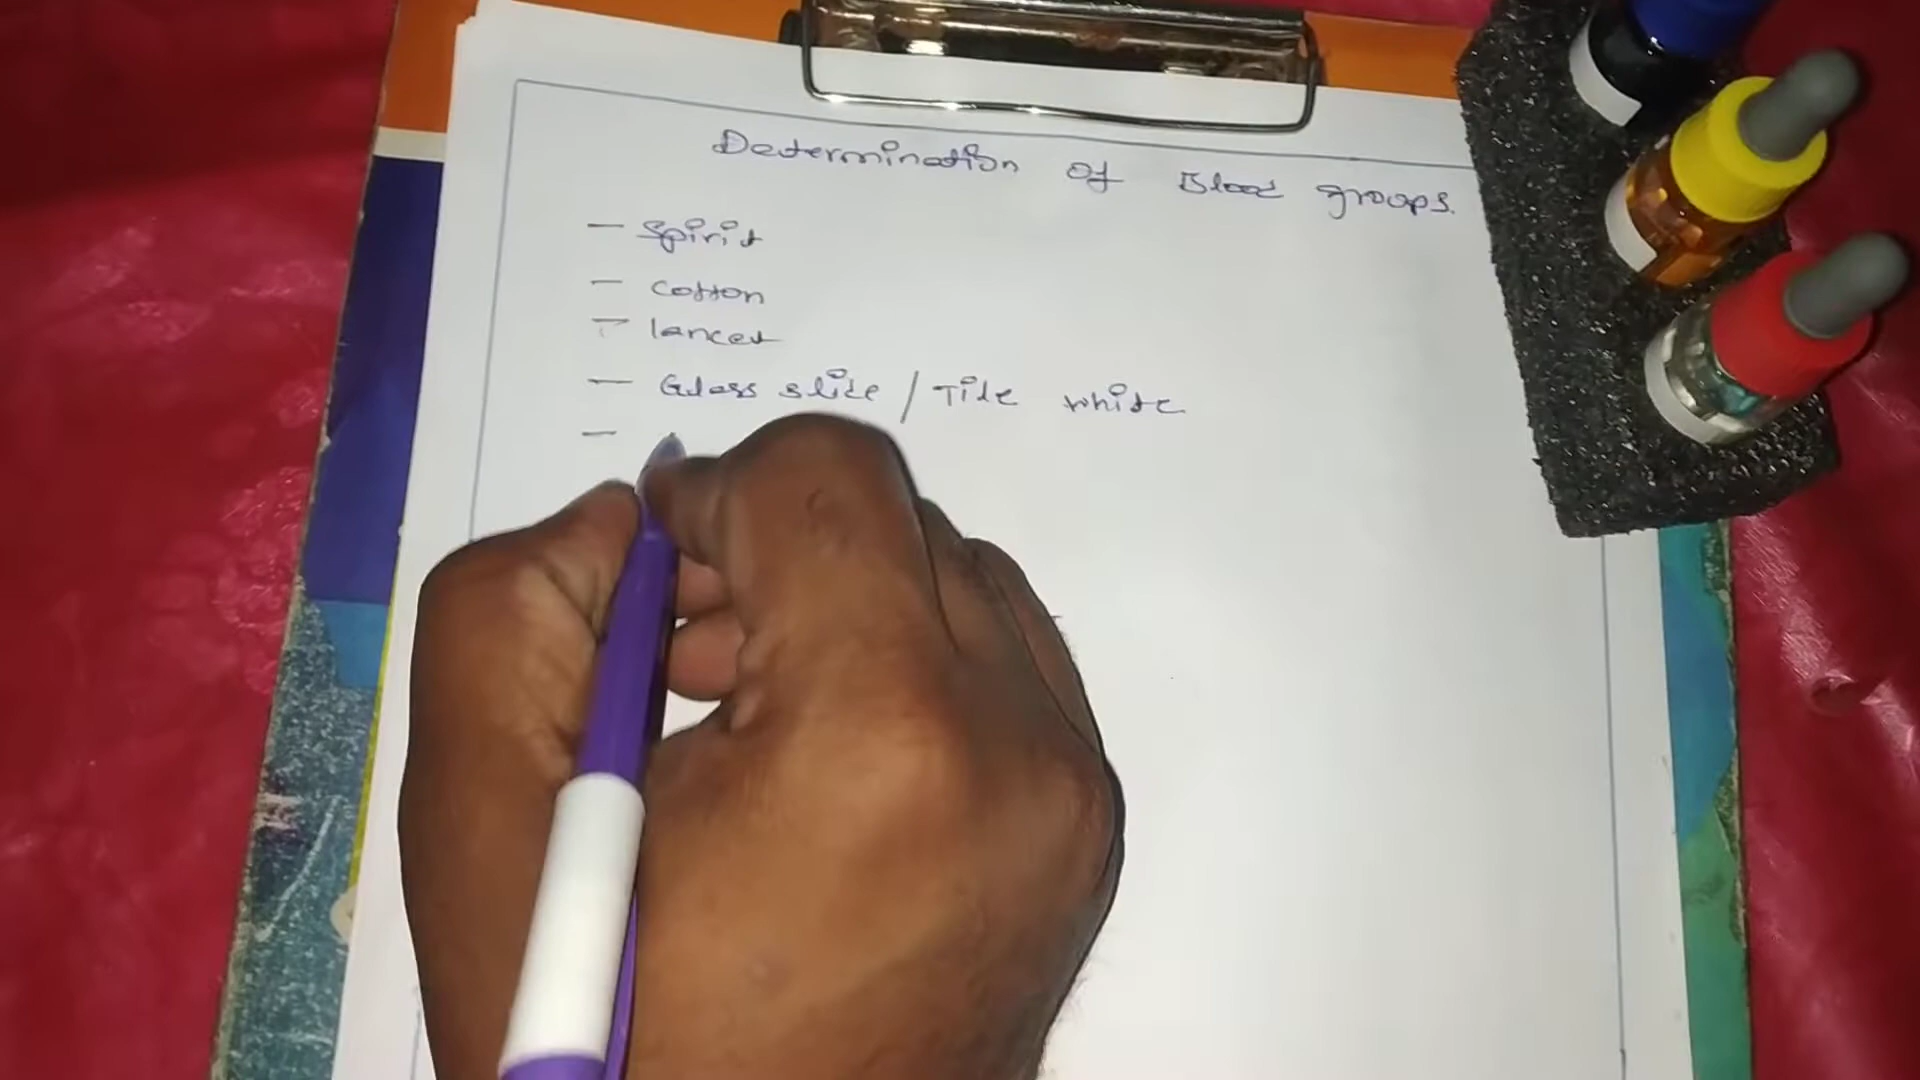 Determination of Blood groups.
- Spirit
- cotton
- lancet
- Glass slide / Tile white
-